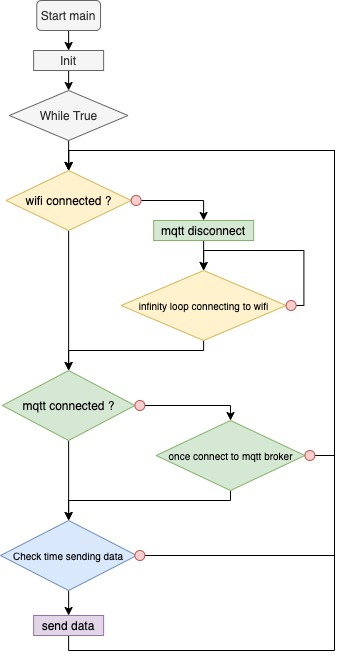 Start main
Init
While True
wifi connected ?
mqtt disconnect
infinity loop connecting to wifi
mqtt connected ?
once connect to mqtt broker
Check time sending data
send data